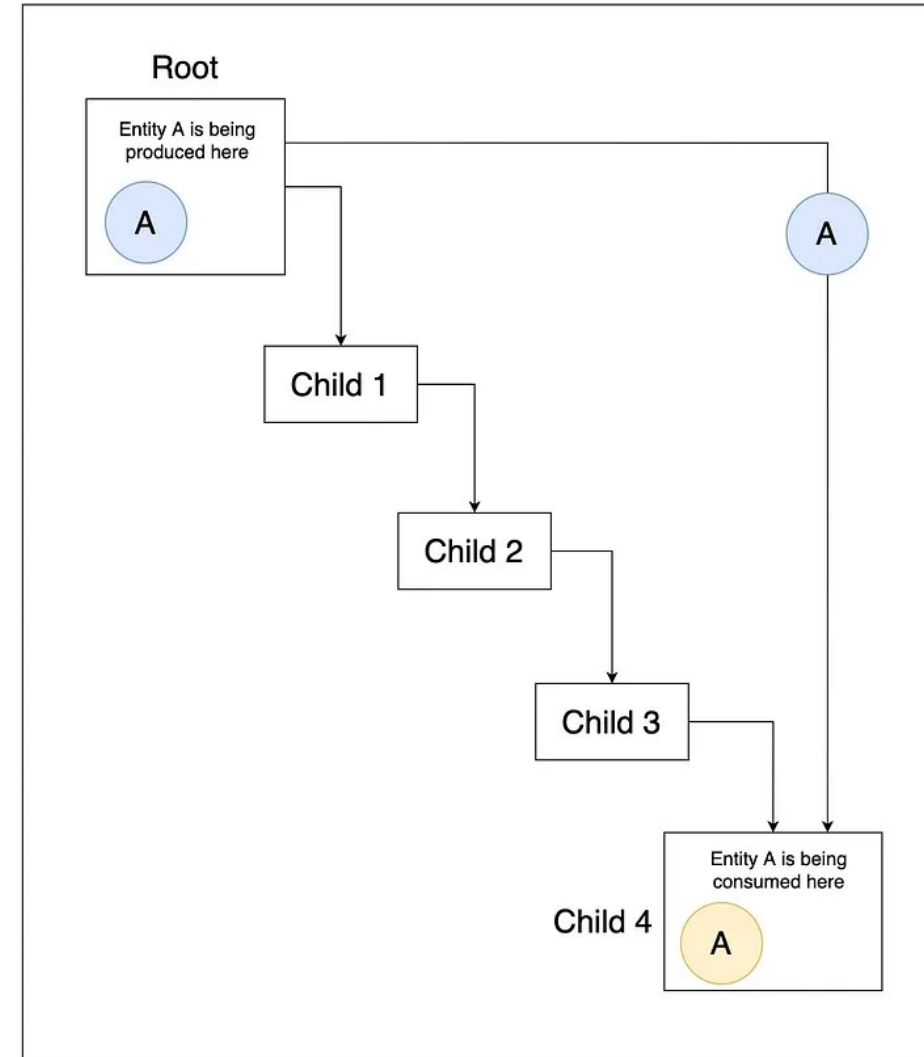 Root
Entity A is being
produced here
A
A
Child 1
Child 2
Child 3
Entity A is being
consumed here
Child 4
A